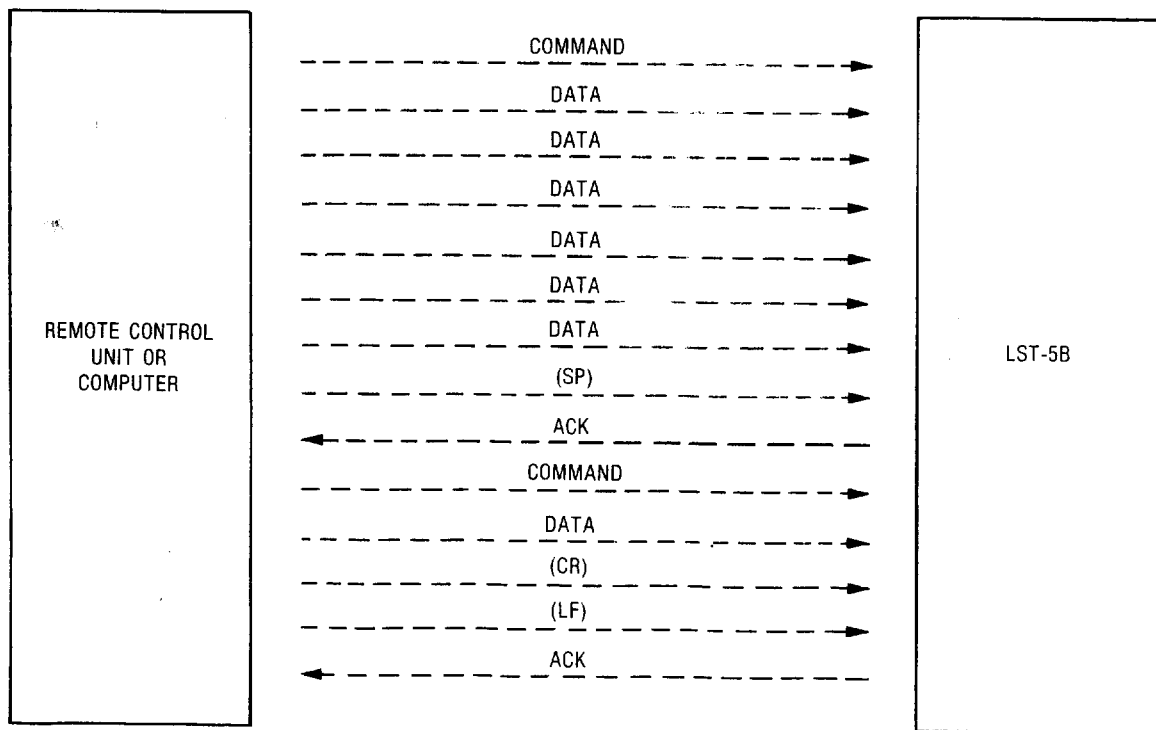 COMMAND
DATA
DATA
DATA
DATA
DATA
DATA
(SP)
ACK
COMMAND
DATA
(CR)
(LF)
ACK
REMOTE CONTROL
UNIT OR
COMPUTER
LST-5B